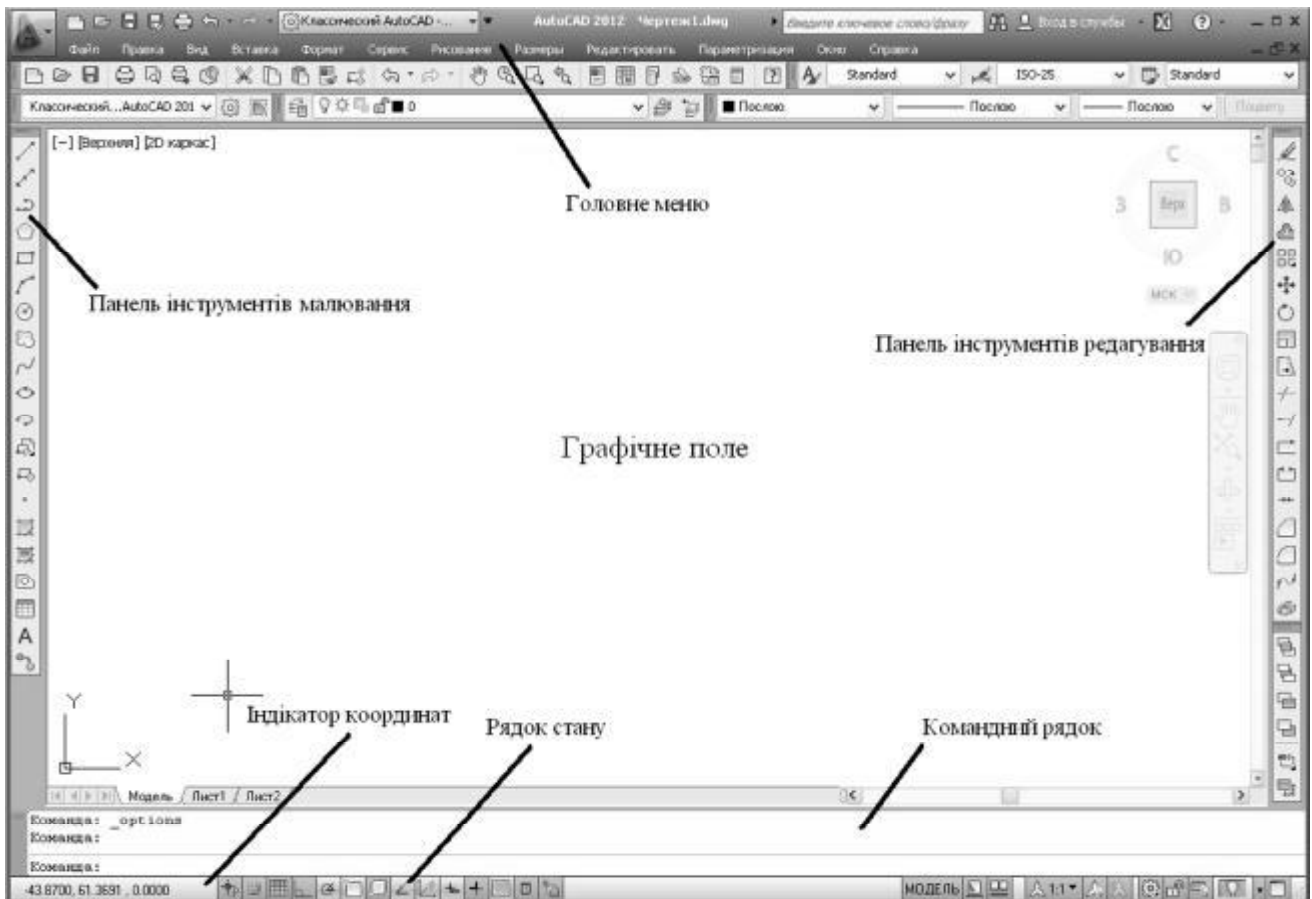 Классический AutoCAD - ... AutoCAD 2012 Чертеж1.dwg Введите ключевое слово/фразу Вход в службы
Файл Правка Вид Вставка Формат Сервис Рисование Размеры Редактировать Параметризация Окно Справка
Standard ISO-25 Standard
Классический...AutoCAD 201 0 Послою Послою Послою
[−] [Верхняя] [2D каркас]
С
З Верх В
Ю
МСК
Головне меню
Панель інструментів малювання
Панель інструментів редагування
Графічне поле
A
Y
X
Індікатор координат
Рядок стану
Командний рядок
Модель / Лист1 / Лист2
Команда: _options
Команда:
Команда:
-43.8700, 61.3691 , 0.0000 МОДЕЛЬ 1:1